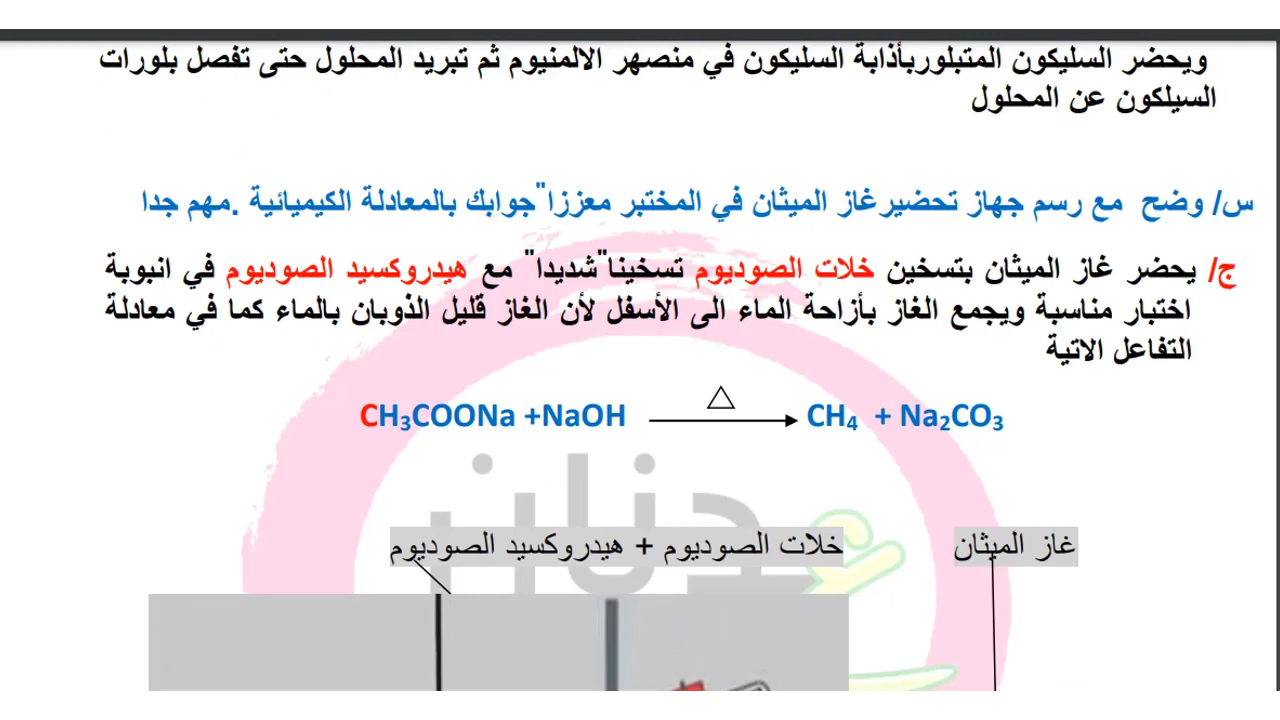 ويحضر السليكون المتبلوربأذابة السليكون في منصهر الالمنيوم ثم تبريد المحلول حتى تفصل بلورات
السيلكون عن المحلول
س/ وضح مع رسم جهاز تحضيرغاز الميثان في المختبر معززا"جوابك بالمعادلة الكيميائية .مهم جدا
ج/ يحضر غاز الميثان بتسخين خلات الصوديوم تسخينا"شديدا" مع هيدروكسيد الصوديوم في انبوبة
اختبار مناسبة ويجمع الغاز بأزاحة الماء الى الأسفل لأن الغاز قليل الذوبان بالماء كما في معادلة
التفاعل الاتية
CH₃COONa +NaOH △⟶ CH₄ + Na₂CO₃
خلات الصوديوم + هيدروكسيد الصوديوم
غاز الميثان